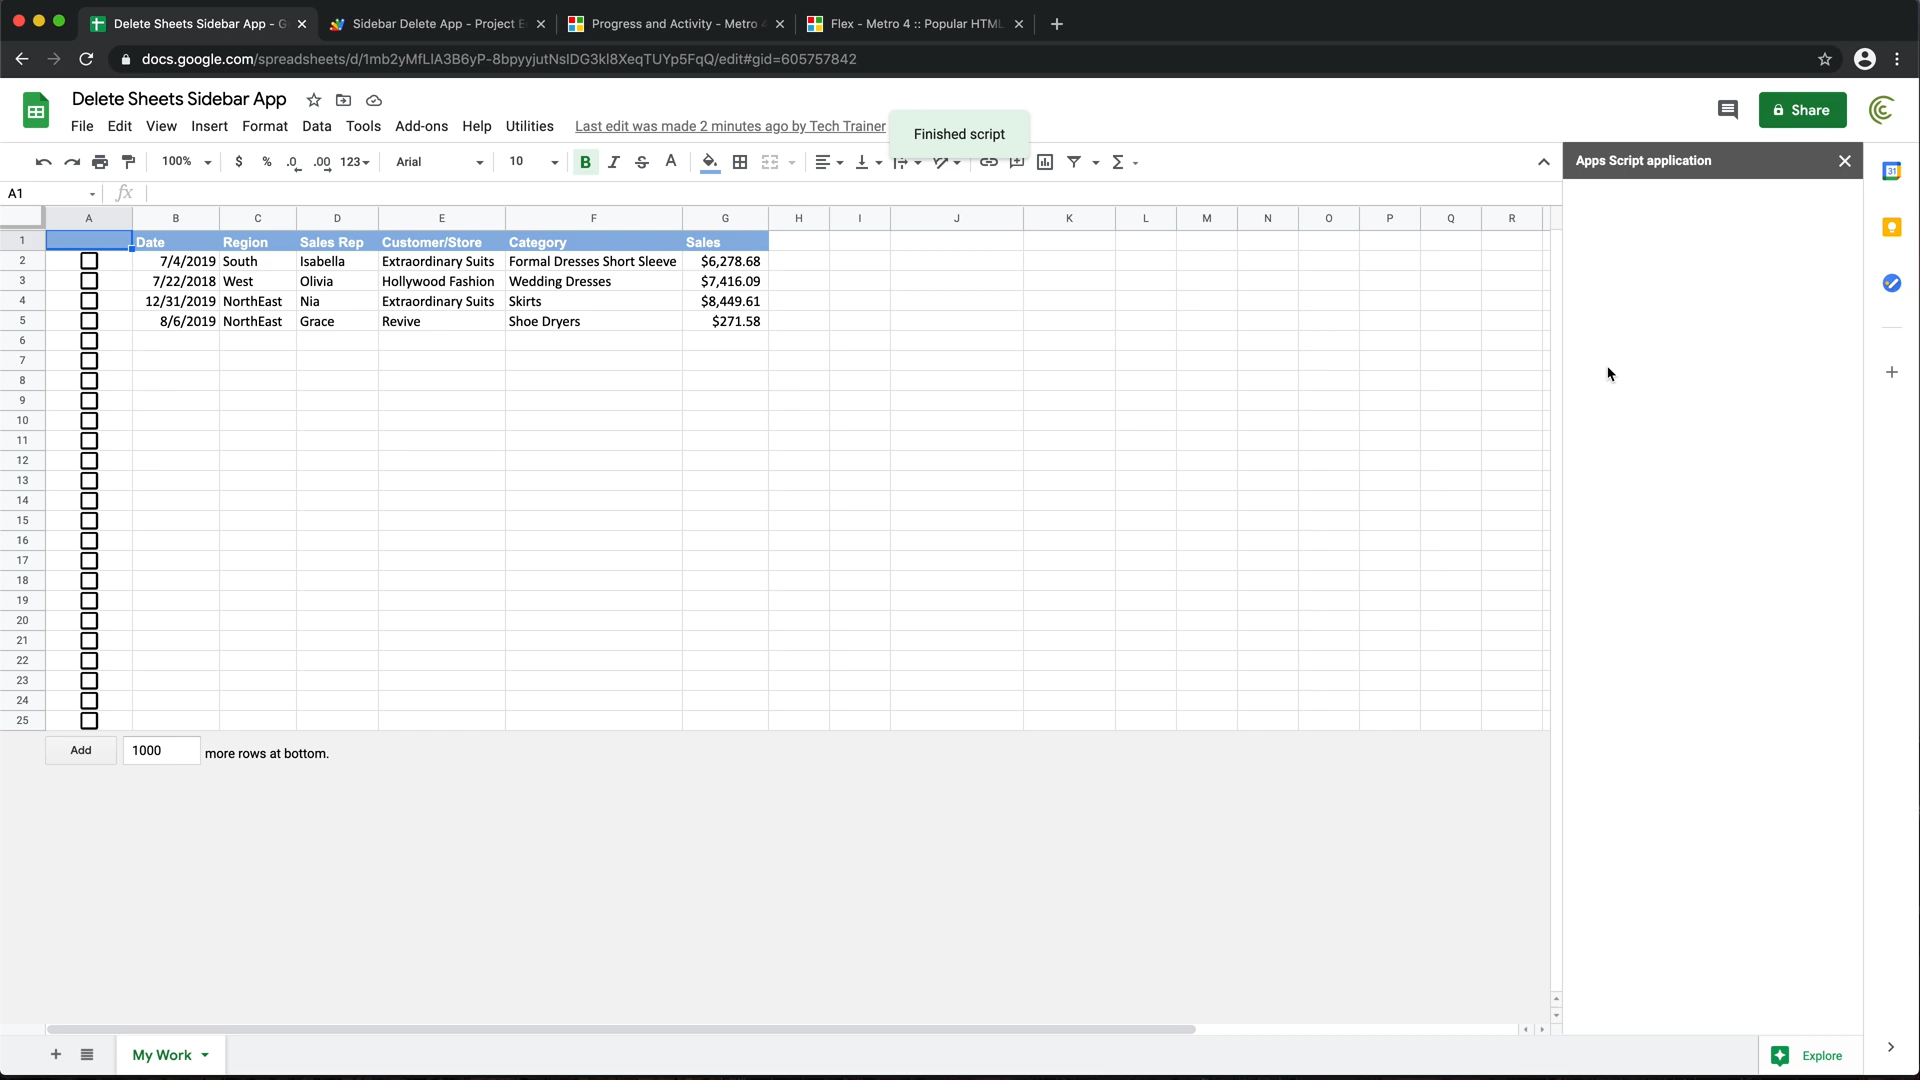 Delete Sheets Sidebar App - G
Sidebar Delete App - Project E
Progress and Activity - Metro 4
Flex - Metro 4 :: Popular HTML
docs.google.com/spreadsheets/d/1mb2yMfLlA3B6yP-8bpyyjutNsIDG3kl8XeqTUYp5FqQ/edit#gid=605757842
Delete Sheets Sidebar App
File Edit View Insert Format Data Tools Add-ons Help Utilities Last edit was made 2 minutes ago by Tech Trainer
Finished script
Share
100% $ % .0 .00 123 Arial 10 B I S A
Apps Script application
31
A1 fx
A B C D E F G H I J K L M N O P Q R
1 Date Region Sales Rep Customer/Store Category Sales
2 7/4/2019 South Isabella Extraordinary Suits Formal Dresses Short Sleeve $6,278.68
3 7/22/2018 West Olivia Hollywood Fashion Wedding Dresses $7,416.09
4 12/31/2019 NorthEast Nia Extraordinary Suits Skirts $8,449.61
5 8/6/2019 NorthEast Grace Revive Shoe Dryers $271.58
6
7
8
9
10
11
12
13
14
15
16
17
18
19
20
21
22
23
24
25
Add 1000 more rows at bottom.
My Work
Explore